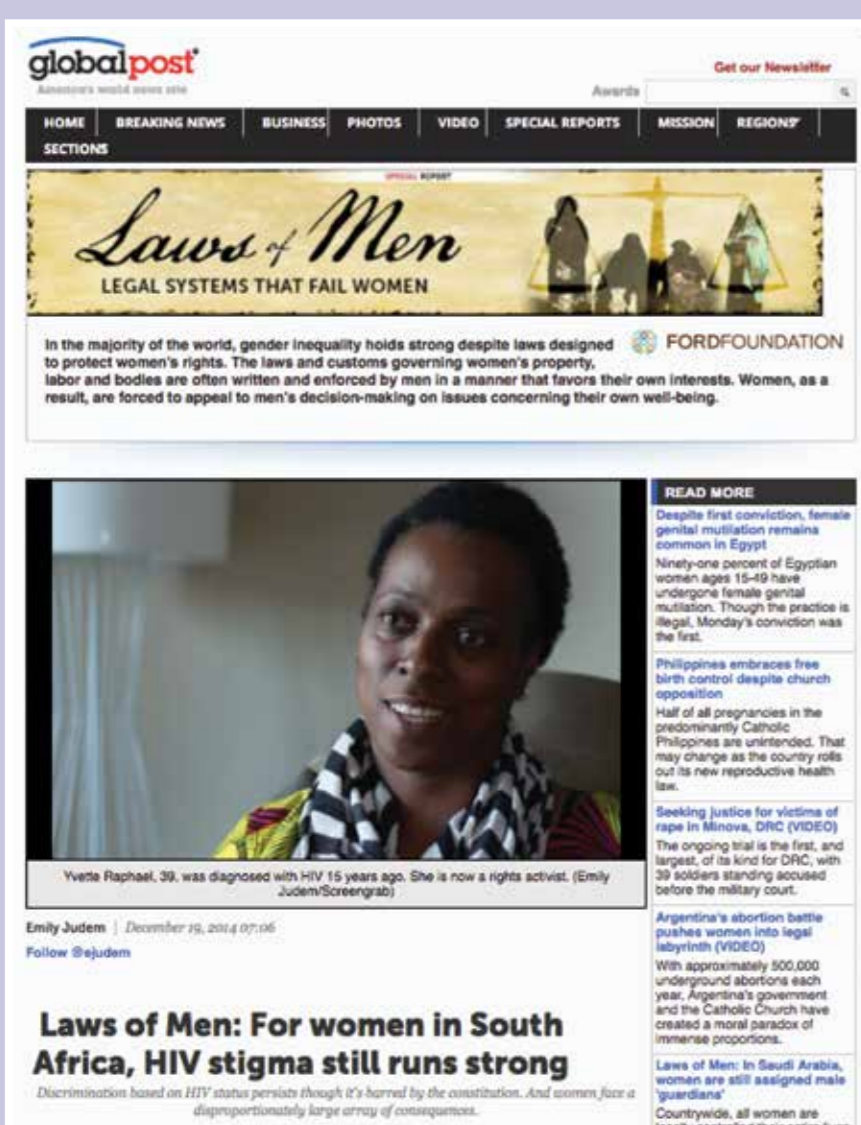 globalpost
America's world news site
Get our Newsletter
Awards
HOME BREAKING NEWS BUSINESS PHOTOS VIDEO SPECIAL REPORTS MISSION REGIONS
SECTIONS
SPECIAL REPORT
Laws of Men
LEGAL SYSTEMS THAT FAIL WOMEN
In the majority of the world, gender inequality holds strong despite laws designed
to protect women's rights. The laws and customs governing women's property,
labor and bodies are often written and enforced by men in a manner that favors their own interests. Women, as a
result, are forced to appeal to men's decision-making on issues concerning their own well-being.
FORDFOUNDATION
Yvette Raphael, 39, was diagnosed with HIV 15 years ago. She is now a rights activist. (Emily
Judem/Screengrab)
Emily Judem | December 19, 2014 07:06
Follow @ejudem
Laws of Men: For women in South
Africa, HIV stigma still runs strong
Discrimination based on HIV status persists though it's barred by the constitution. And women face a
disproportionately large array of consequences.
READ MORE
Despite first conviction, female
genital mutilation remains
common in Egypt
Ninety-one percent of Egyptian
women ages 15-49 have
undergone female genital
mutilation. Though the practice is
illegal, Monday's conviction was
the first.
Philippines embraces free
birth control despite church
opposition
Half of all pregnancies in the
predominantly Catholic
Philippines are unintended. That
may change as the country rolls
out its new reproductive health
law.
Seeking justice for victims of
rape in Minova, DRC (VIDEO)
The ongoing trial is the first, and
largest, of its kind for DRC, with
39 soldiers standing accused
before the military court.
Argentina's abortion battle
pushes women into legal
labyrinth (VIDEO)
With approximately 500,000
underground abortions each
year, Argentina's government
and the Catholic Church have
created a moral paradox of
immense proportions.
Laws of Men: In Saudi Arabia,
women are still assigned male
'guardians'
Countrywide, all women are